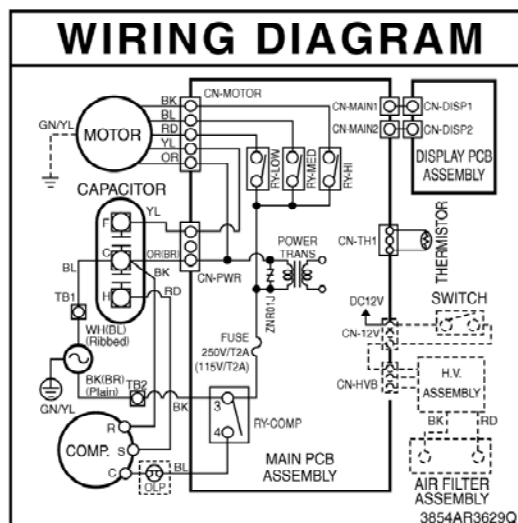 WIRING DIAGRAM
CN-MOTOR
BK
BL
RD
YL
OR
GN/YL
MOTOR
RY-LOW
RY-MED
RY-HI
CN-MAIN1
CN-DISP1
CN-MAIN2
CN-DISP2
DISPLAY PCB
ASSEMBLY
CAPACITOR
F
YL
C
OR(BR)
BL
BK
H
RD
CN-PWR
POWER
TRANS
ZNR01J
CN-TH1
THERMISTOR
TB1
WH(BL)
(Ribbed)
FUSE
250V/T2A
(115V/T2A)
DC12V
SWITCH
CN-12V
H.V.
ASSEMBLY
CN-HVB
BK(BR)
(Plain)
TB2
GN/YL
BK
3
4
RY-COMP
BK
RD
R
S
C
COMP.
OLP
BL
MAIN PCB
ASSEMBLY
AIR FILTER
ASSEMBLY
3854AR3629Q